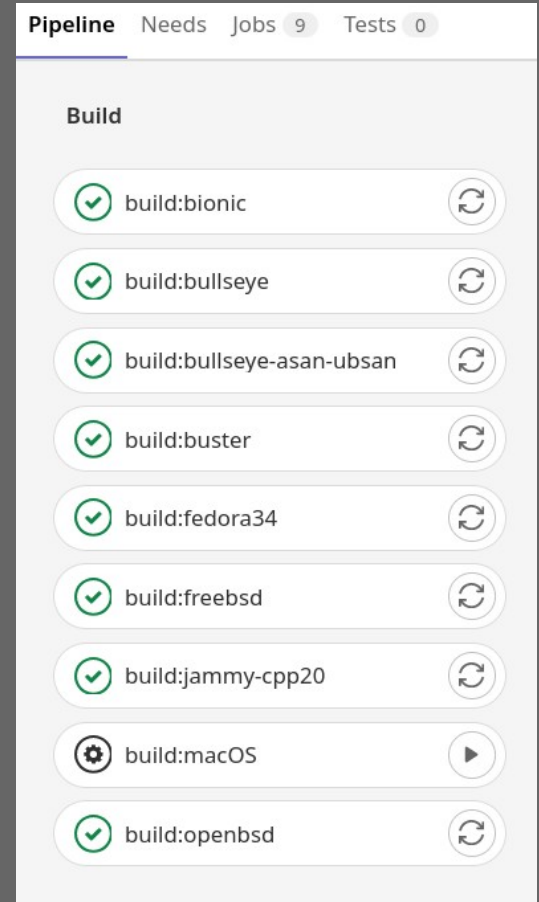 Pipeline Needs Jobs 9 Tests 0
Build
build:bionic
build:bullseye
build:bullseye-asan-ubsan
build:buster
build:fedora34
build:freebsd
build:jammy-cpp20
build:macOS
build:openbsd